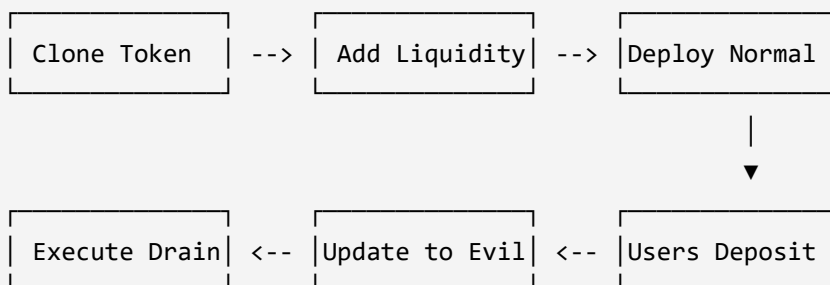 Clone Token --> Add Liquidity --> Deploy Normal
Execute Drain <-- Update to Evil <-- Users Deposit